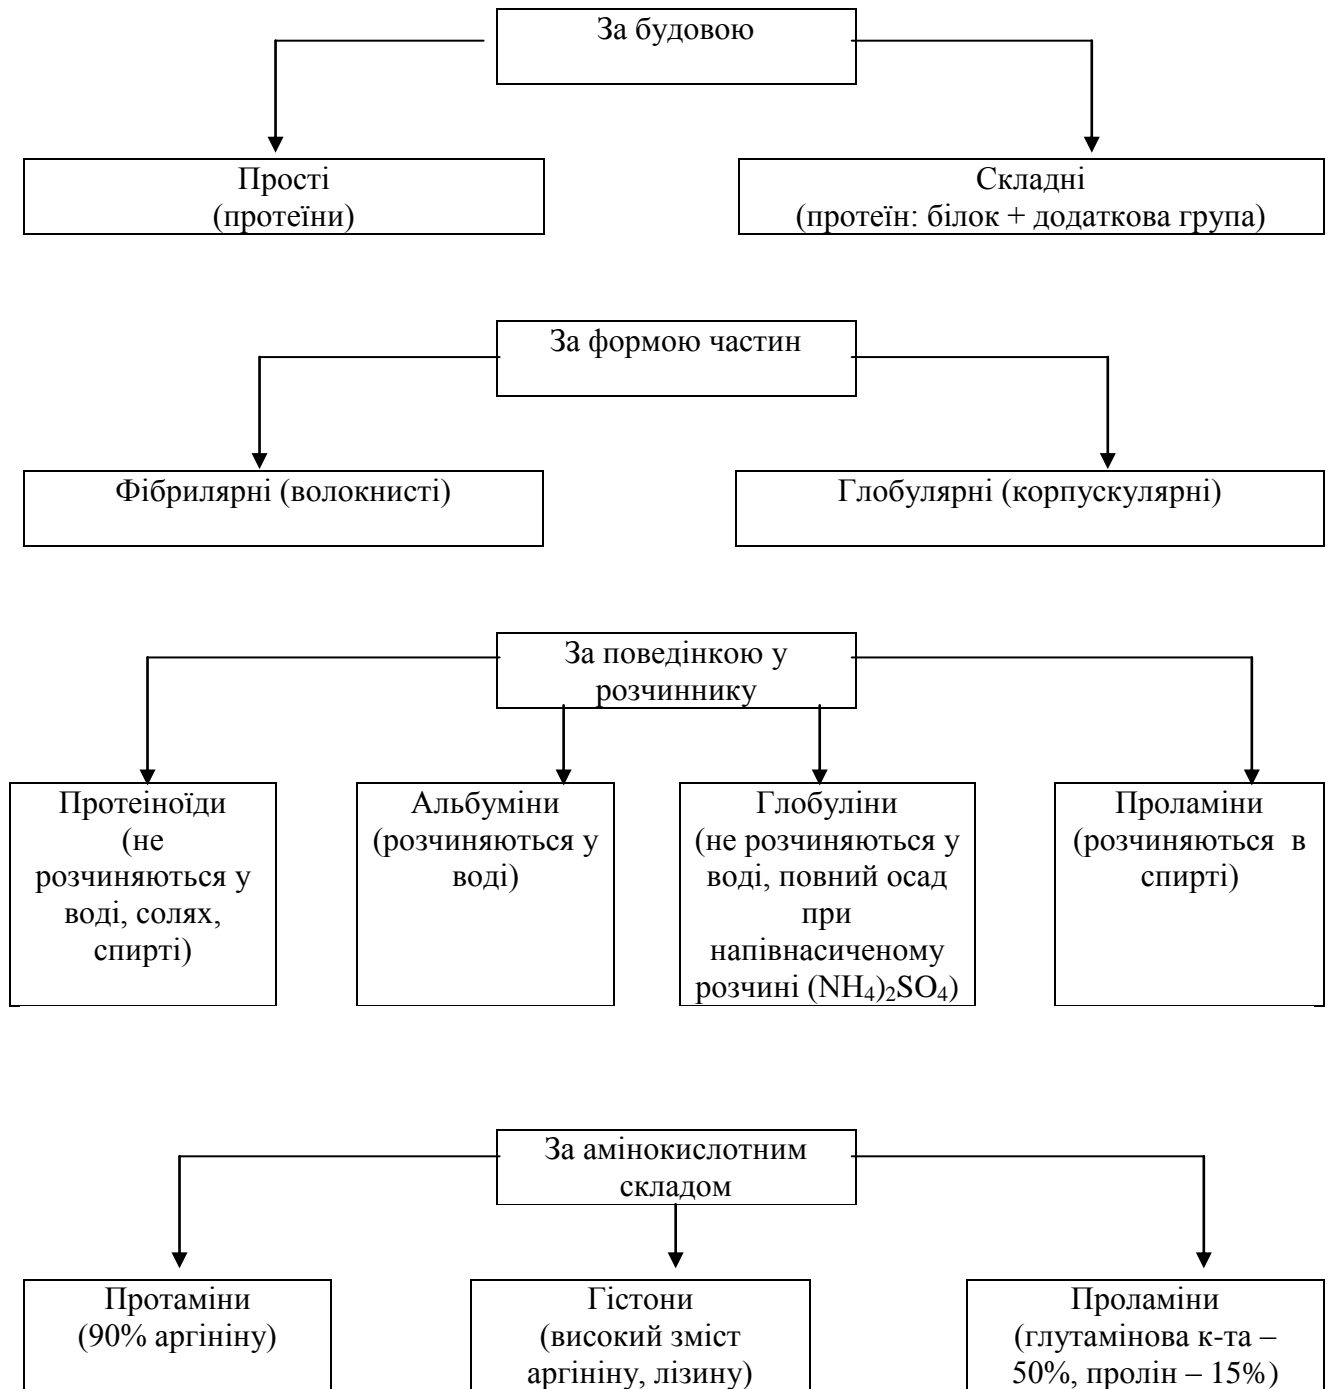 За будовою
Прості
(протеїни)
Складні
(протеїн: білок + додаткова група)
За формою частин
Фібрилярні (волокнисті)
Глобулярні (корпускулярні)
За поведінкою у
розчиннику
Протеіноїди
(не
розчиняються у
воді, солях,
спирті)
Альбуміни
(розчиняються у
воді)
Глобуліни
(не розчиняються у
воді, повний осад
при
напівнасиченому
розчині (NH₄)₂SO₄)
Проламіни
(розчиняються в
спирті)
За амінокислотним
складом
Протаміни
(90% аргініну)
Гістони
(високий зміст
аргініну, лізину)
Проламіни
(глутамінова к-та –
50%, пролін – 15%)